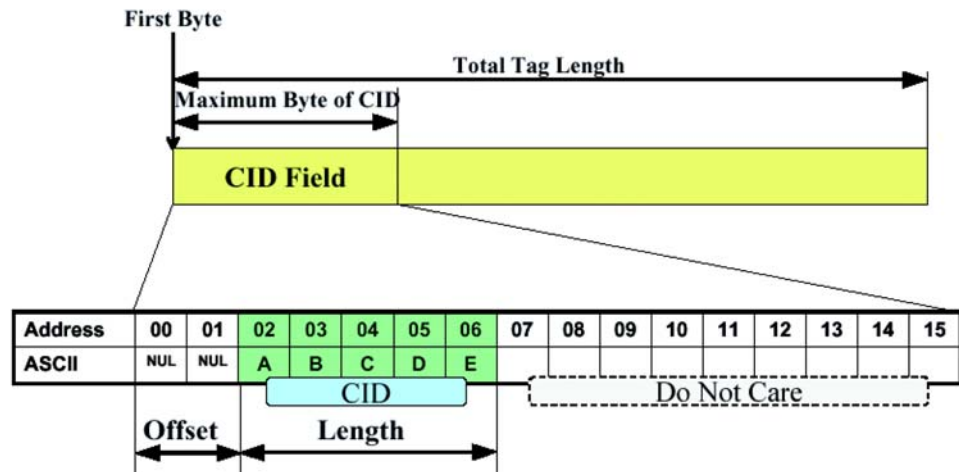 First Byte
Total Tag Length
Maximum Byte of CID
CID Field
Address 00 01 02 03 04 05 06 07 08 09 10 11 12 13 14 15
ASCII NUL NUL A B C D E
CID Do Not Care
Offset Length